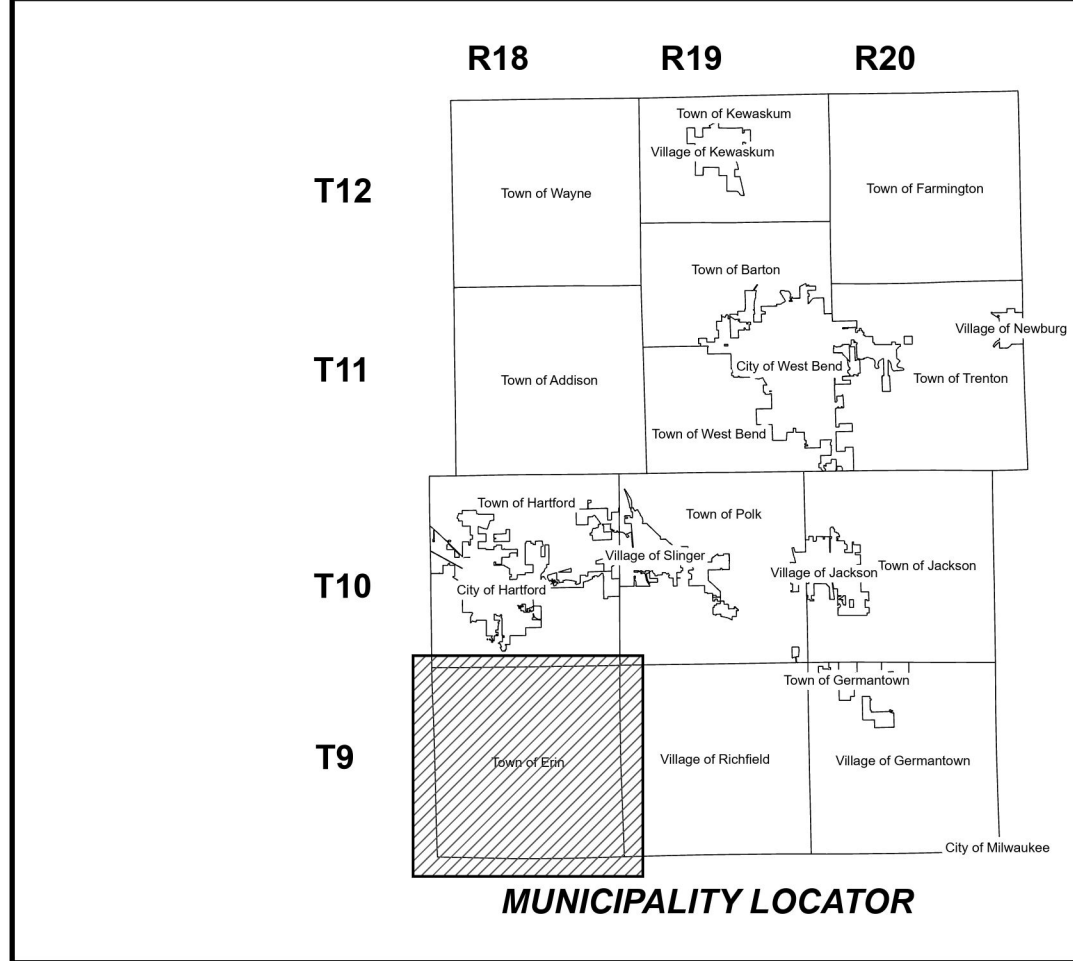 R18 R19 R20
Town of Kewaskum
Village of Kewaskum
T12
Town of Wayne
Town of Farmington
Town of Barton
Village of Newburg
T11
City of West Bend
Town of Addison
Town of Trenton
Town of West Bend
Town of Hartford
Town of Polk
Village of Slinger
T10
Village of Jackson
Town of Jackson
City of Hartford
Town of Germantown
T9
Town of Erin
Village of Richfield
Village of Germantown
City of Milwaukee
MUNICIPALITY LOCATOR